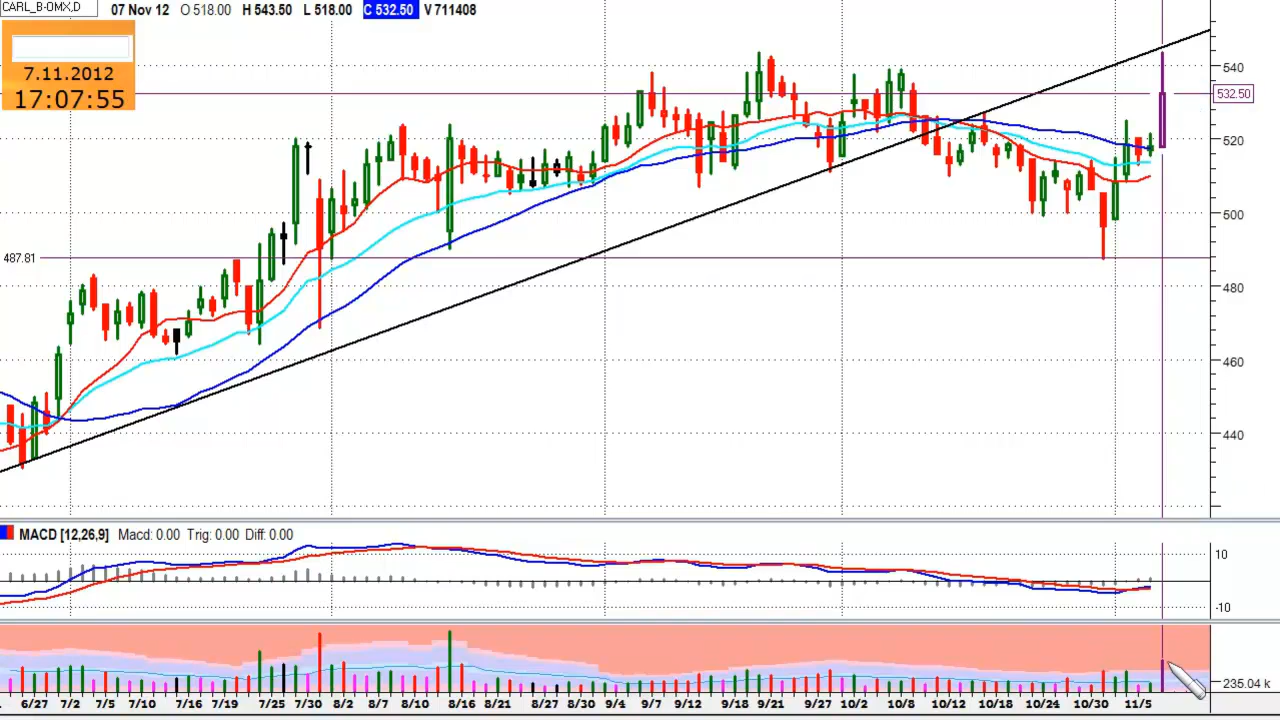 CARL_B-OMX,D
07 Nov 12 O 518.00 H 543.50 L 518.00 C 532.50 V 711408
7.11.2012
17:07:55
540
532.50
520
500
487.81
480
460
440
MACD [12,26,9] Macd: 0.00 Trig: 0.00 Diff: 0.00
10
-10
235.04 k
6/27 7/2 7/5 7/10 7/16 7/19 7/25 7/30 8/2 8/7 8/10 8/16 8/21 8/27 8/30 9/4 9/7 9/12 9/18 9/21 9/27 10/2 10/8 10/12 10/18 10/24 10/30 11/5